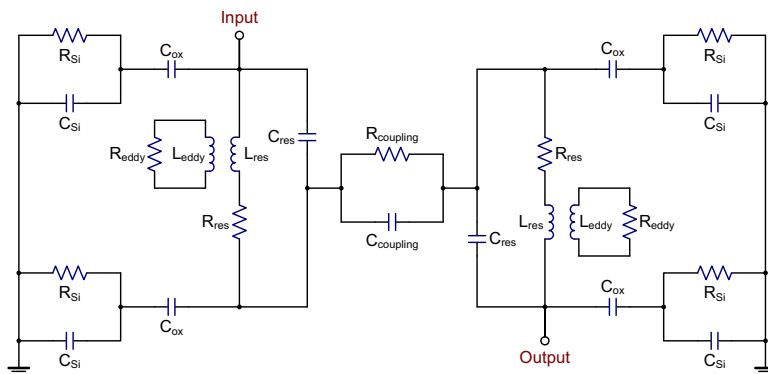 Input
R_Si
C_ox
C_Si
C_ox
R_Si
C_Si
R_eddy
L_eddy
L_res
C_res
R_res
R_coupling
C_coupling
R_res
L_res
L_eddy
R_eddy
C_res
R_Si
C_Si
C_ox
C_ox
R_Si
C_Si
Output